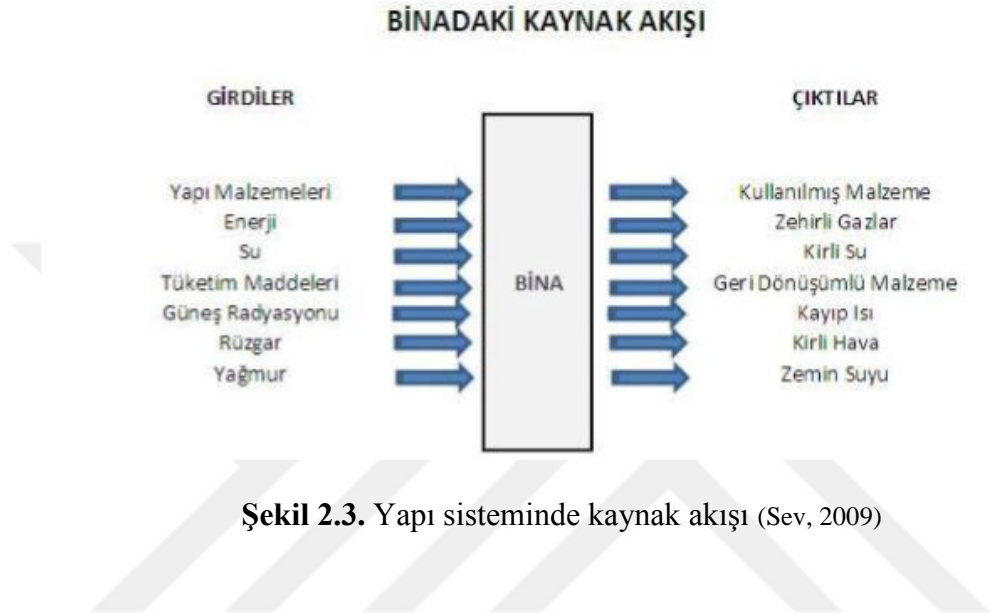 BİNADAKİ KAYNAK AKIŞI
GİRDİLER
ÇIKTILAR
Yapı Malzemeleri
Enerji
Su
Tüketim Maddeleri
Güneş Radyasyonu
Rüzgar
Yağmur
BİNA
Kullanılmış Malzeme
Zehirli Gazlar
Kirli Su
Geri Dönüşümlü Malzeme
Kayıp Isı
Kirli Hava
Zemin Suyu
Şekil 2.3. Yapı sisteminde kaynak akışı (Sev, 2009)